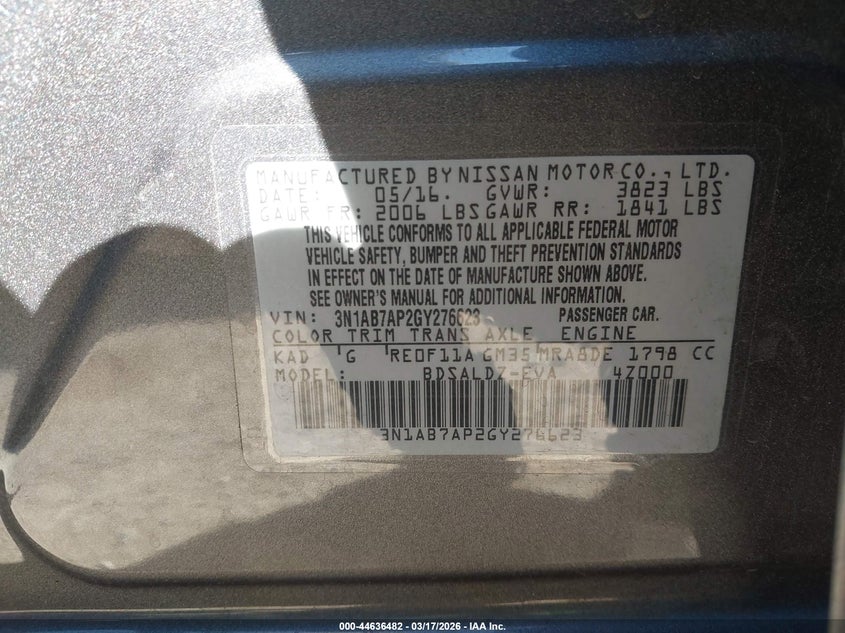 MANUFACTURED BY NISSAN MOTOR CO., LTD.
DATE: 05/16. GVWR: 3823 LBS
GAWR FR: 2006 LBS GAWR RR: 1841 LBS
THIS VEHICLE CONFORMS TO ALL APPLICABLE FEDERAL MOTOR
VEHICLE SAFETY, BUMPER AND THEFT PREVENTION STANDARDS
IN EFFECT ON THE DATE OF MANUFACTURE SHOWN ABOVE.
SEE OWNER'S MANUAL FOR ADDITIONAL INFORMATION.
VIN: 3N1AB7AP2GY276623 PASSENGER CAR.
COLOR TRIM TRANS AXLE ENGINE
KAD G RE0F11A GM35 MRA8DE 1798 CC
MODEL: BDSALDZ-EVA 4Z000
3N1AB7AP2GY276623
000-44636482 - 03/17/2026 - IAA Inc.